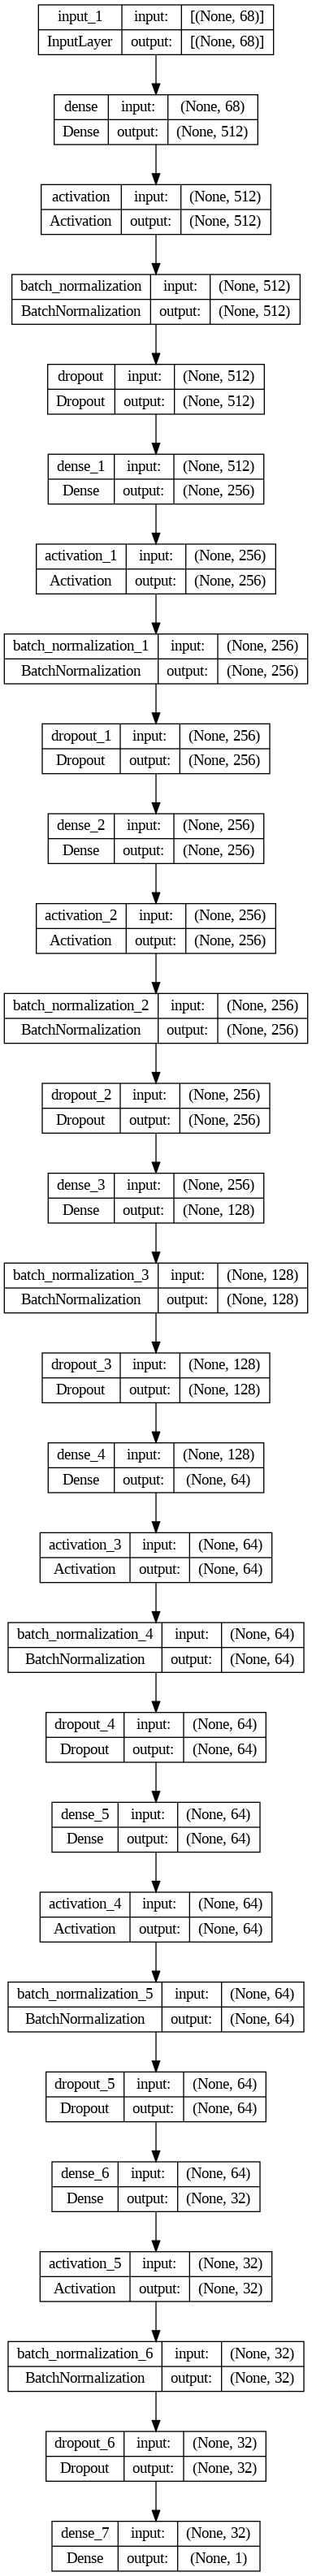 input_1 input: [(None, 68)]
InputLayer output: [(None, 68)]
dense input: (None, 68)
Dense output: (None, 512)
activation input: (None, 512)
Activation output: (None, 512)
batch_normalization input: (None, 512)
BatchNormalization output: (None, 512)
dropout input: (None, 512)
Dropout output: (None, 512)
dense_1 input: (None, 512)
Dense output: (None, 256)
activation_1 input: (None, 256)
Activation output: (None, 256)
batch_normalization_1 input: (None, 256)
BatchNormalization output: (None, 256)
dropout_1 input: (None, 256)
Dropout output: (None, 256)
dense_2 input: (None, 256)
Dense output: (None, 256)
activation_2 input: (None, 256)
Activation output: (None, 256)
batch_normalization_2 input: (None, 256)
BatchNormalization output: (None, 256)
dropout_2 input: (None, 256)
Dropout output: (None, 256)
dense_3 input: (None, 256)
Dense output: (None, 128)
batch_normalization_3 input: (None, 128)
BatchNormalization output: (None, 128)
dropout_3 input: (None, 128)
Dropout output: (None, 128)
dense_4 input: (None, 128)
Dense output: (None, 64)
activation_3 input: (None, 64)
Activation output: (None, 64)
batch_normalization_4 input: (None, 64)
BatchNormalization output: (None, 64)
dropout_4 input: (None, 64)
Dropout output: (None, 64)
dense_5 input: (None, 64)
Dense output: (None, 64)
activation_4 input: (None, 64)
Activation output: (None, 64)
batch_normalization_5 input: (None, 64)
BatchNormalization output: (None, 64)
dropout_5 input: (None, 64)
Dropout output: (None, 64)
dense_6 input: (None, 64)
Dense output: (None, 32)
activation_5 input: (None, 32)
Activation output: (None, 32)
batch_normalization_6 input: (None, 32)
BatchNormalization output: (None, 32)
dropout_6 input: (None, 32)
Dropout output: (None, 32)
dense_7 input: (None, 32)
Dense output: (None, 1)